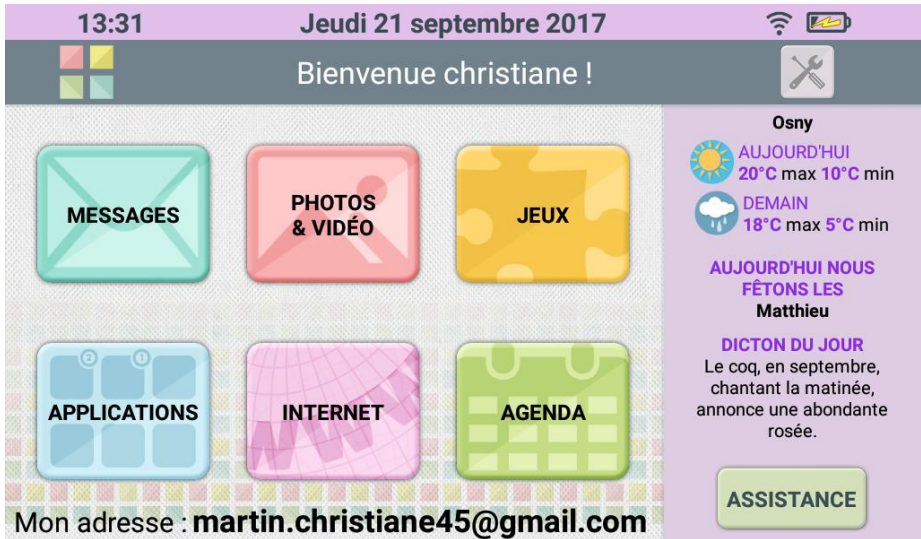 13:31 Jeudi 21 septembre 2017
Bienvenue christiane !
MESSAGES
PHOTOS
& VIDÉO
JEUX
APPLICATIONS
2
1
INTERNET
AGENDA
Mon adresse : martin.christiane45@gmail.com
Osny
AUJOURD'HUI
20°C max 10°C min
DEMAIN
18°C max 5°C min
AUJOURD'HUI NOUS
FÊTONS LES
Matthieu
DICTON DU JOUR
Le coq, en septembre,
chantant la matinée,
annonce une abondante
rosée.
ASSISTANCE